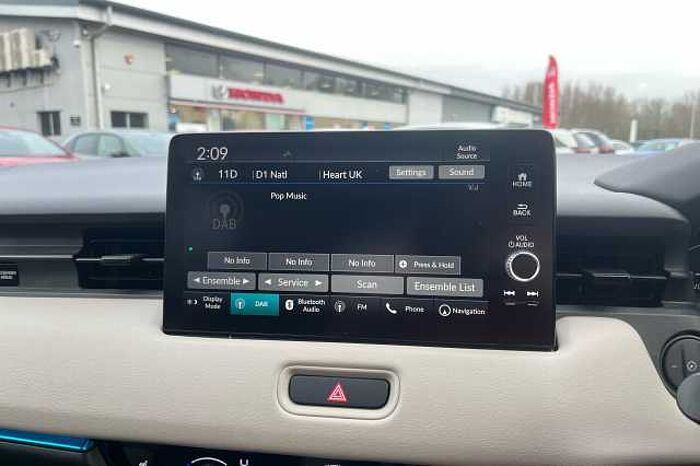 HONDA
2:09
Audio
Source
11D D1 Natl Heart UK Settings Sound
HOME
Pop Music
DAB
BACK
VOL
AUDIO
No Info No Info No Info Press & Hold
Ensemble Service Scan Ensemble List
Display
Mode
DAB
Bluetooth
Audio
FM
Phone
Navigation